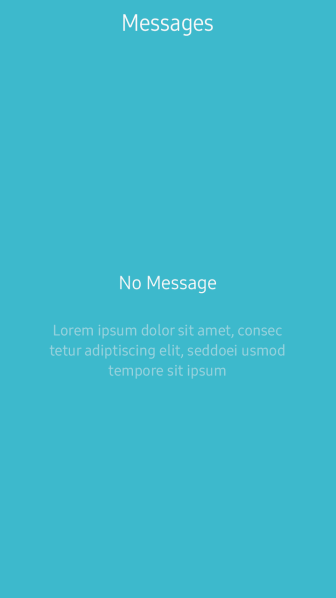 Messages
No Message
Lorem ipsum dolor sit amet, consec
tetur adiptiscing elit, seddoei usmod
tempore sit ipsum